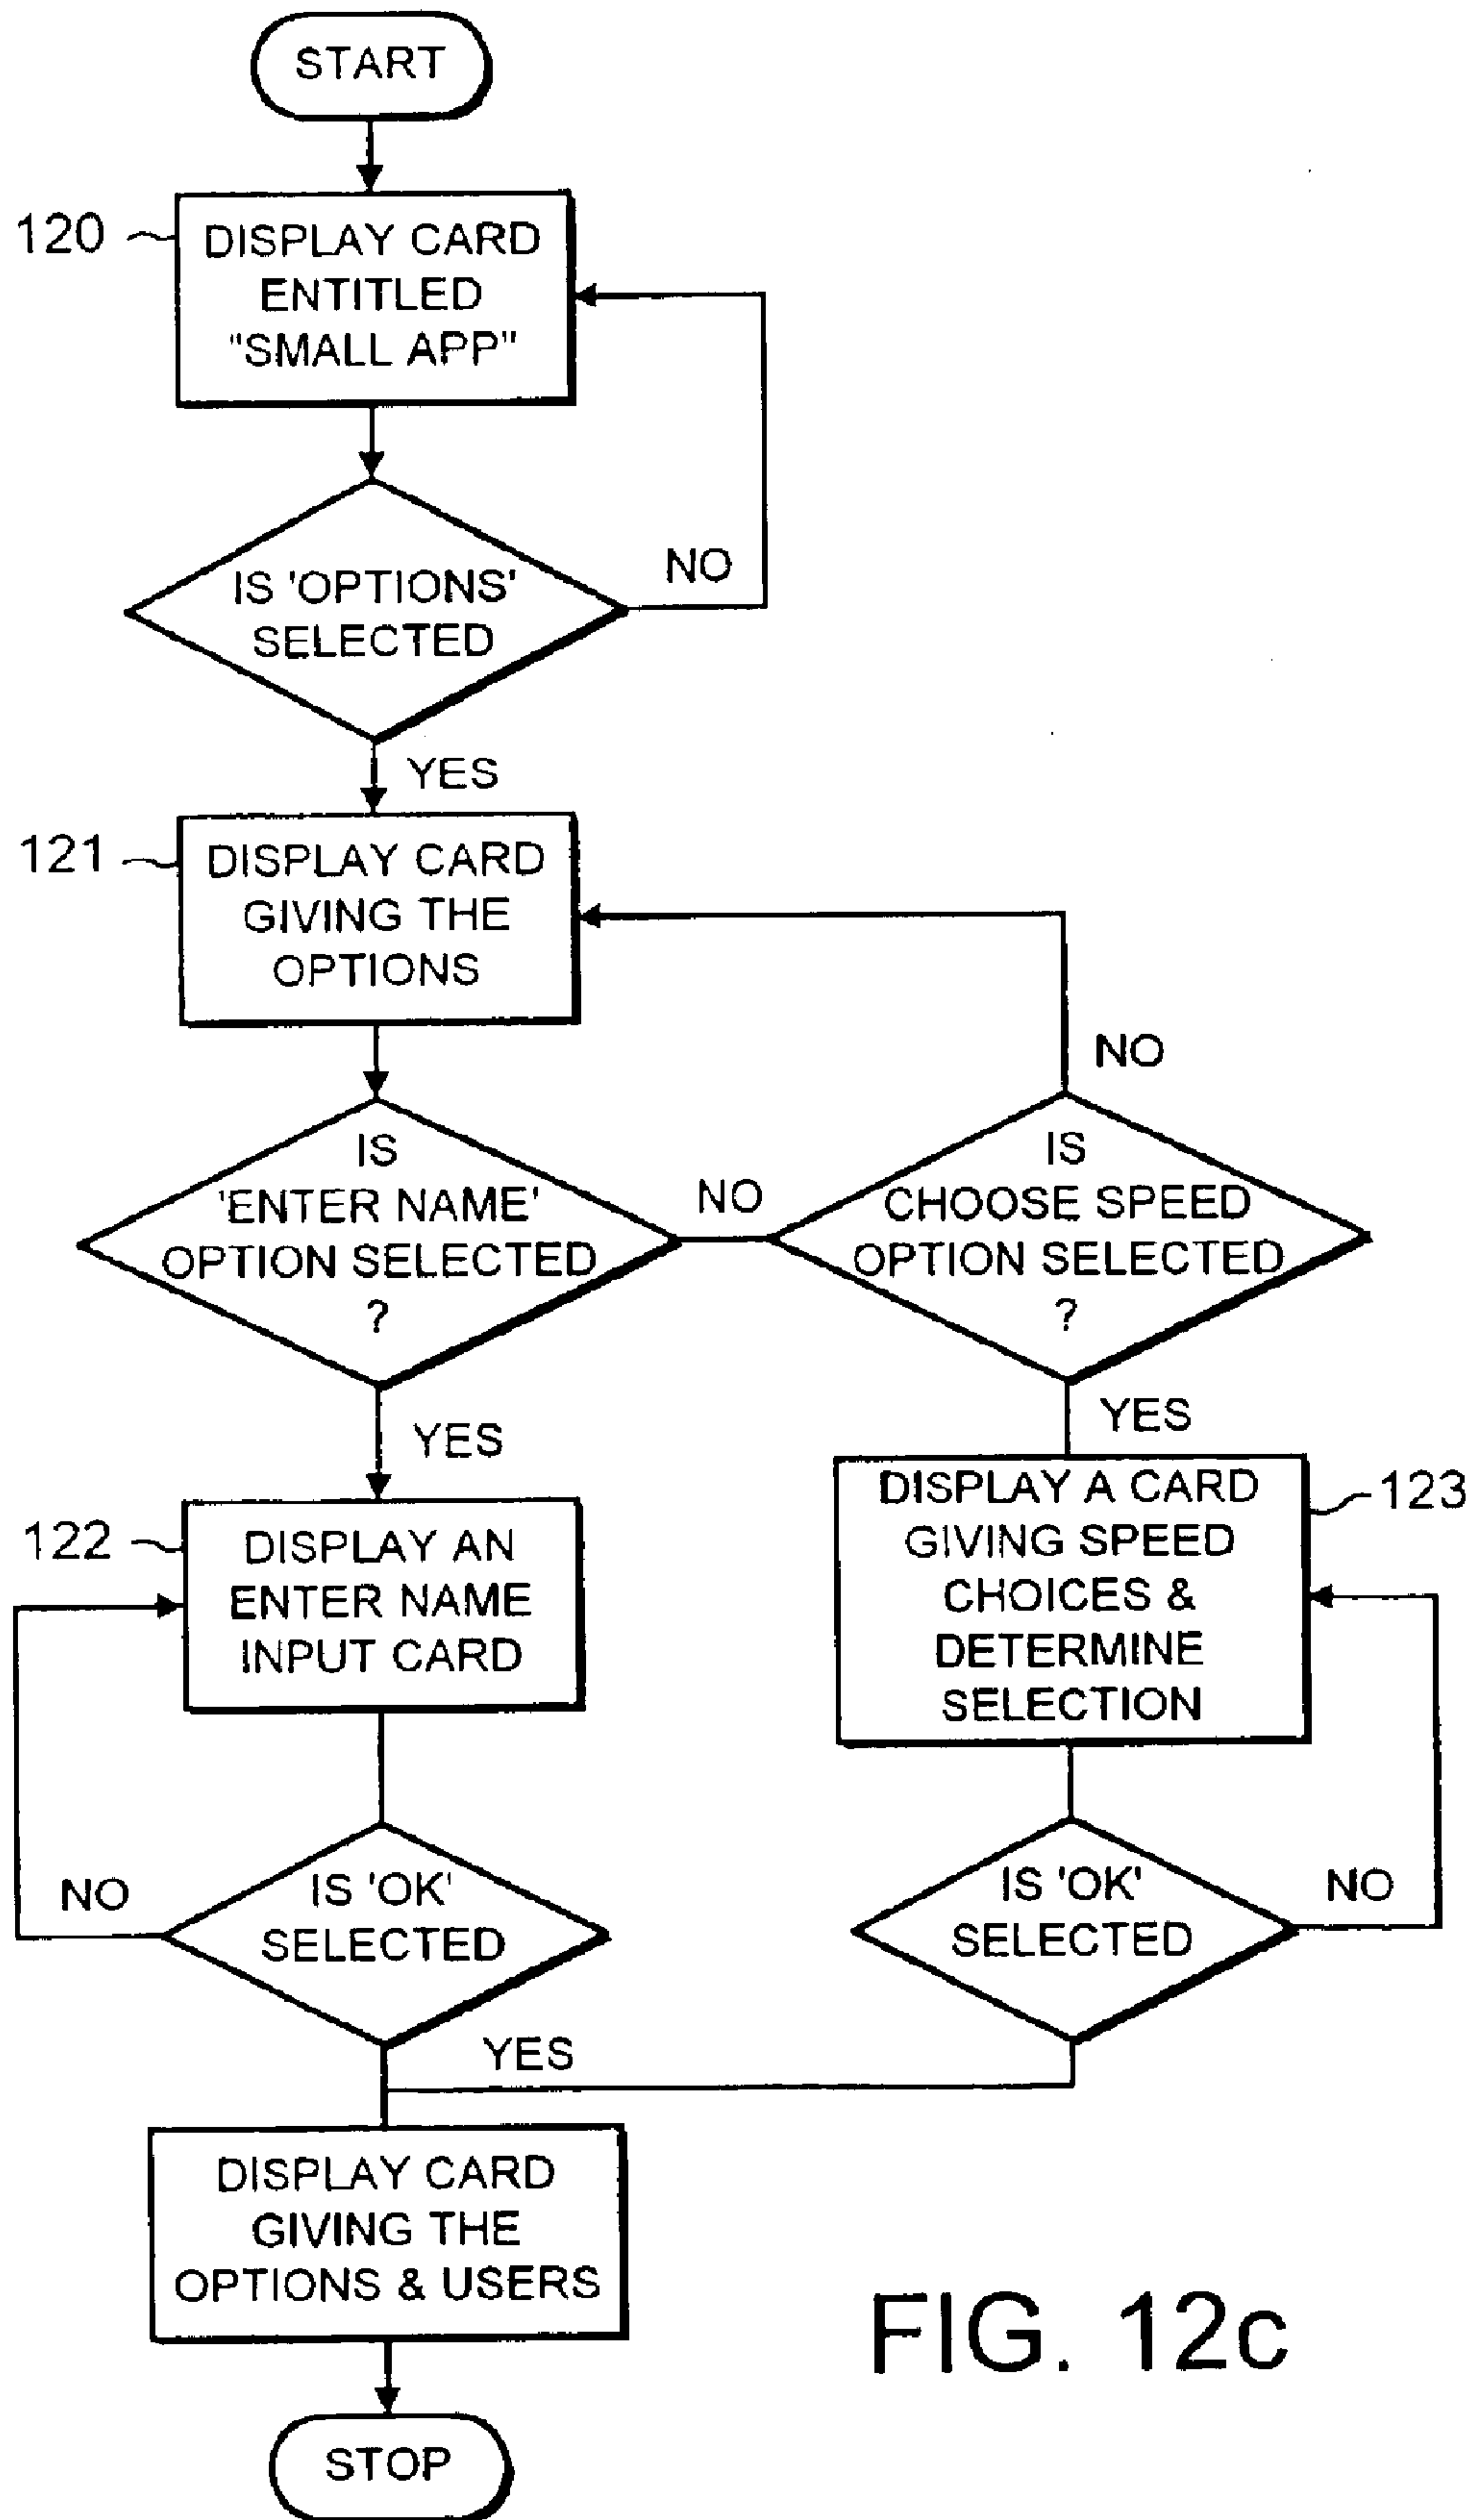 START
120
DISPLAY CARD
ENTITLED
"SMALL APP"
IS 'OPTIONS'
SELECTED
NO
YES
121
DISPLAY CARD
GIVING THE
OPTIONS
NO
IS
'ENTER NAME'
OPTION SELECTED
?
NO
IS
CHOOSE SPEED
OPTION SELECTED
?
YES
YES
122
DISPLAY AN
ENTER NAME
INPUT CARD
DISPLAY A CARD
GIVING SPEED
CHOICES &
DETERMINE
SELECTION
123
NO
IS 'OK'
SELECTED
IS 'OK'
SELECTED
NO
YES
DISPLAY CARD
GIVING THE
OPTIONS & USERS
STOP
FIG. 12c